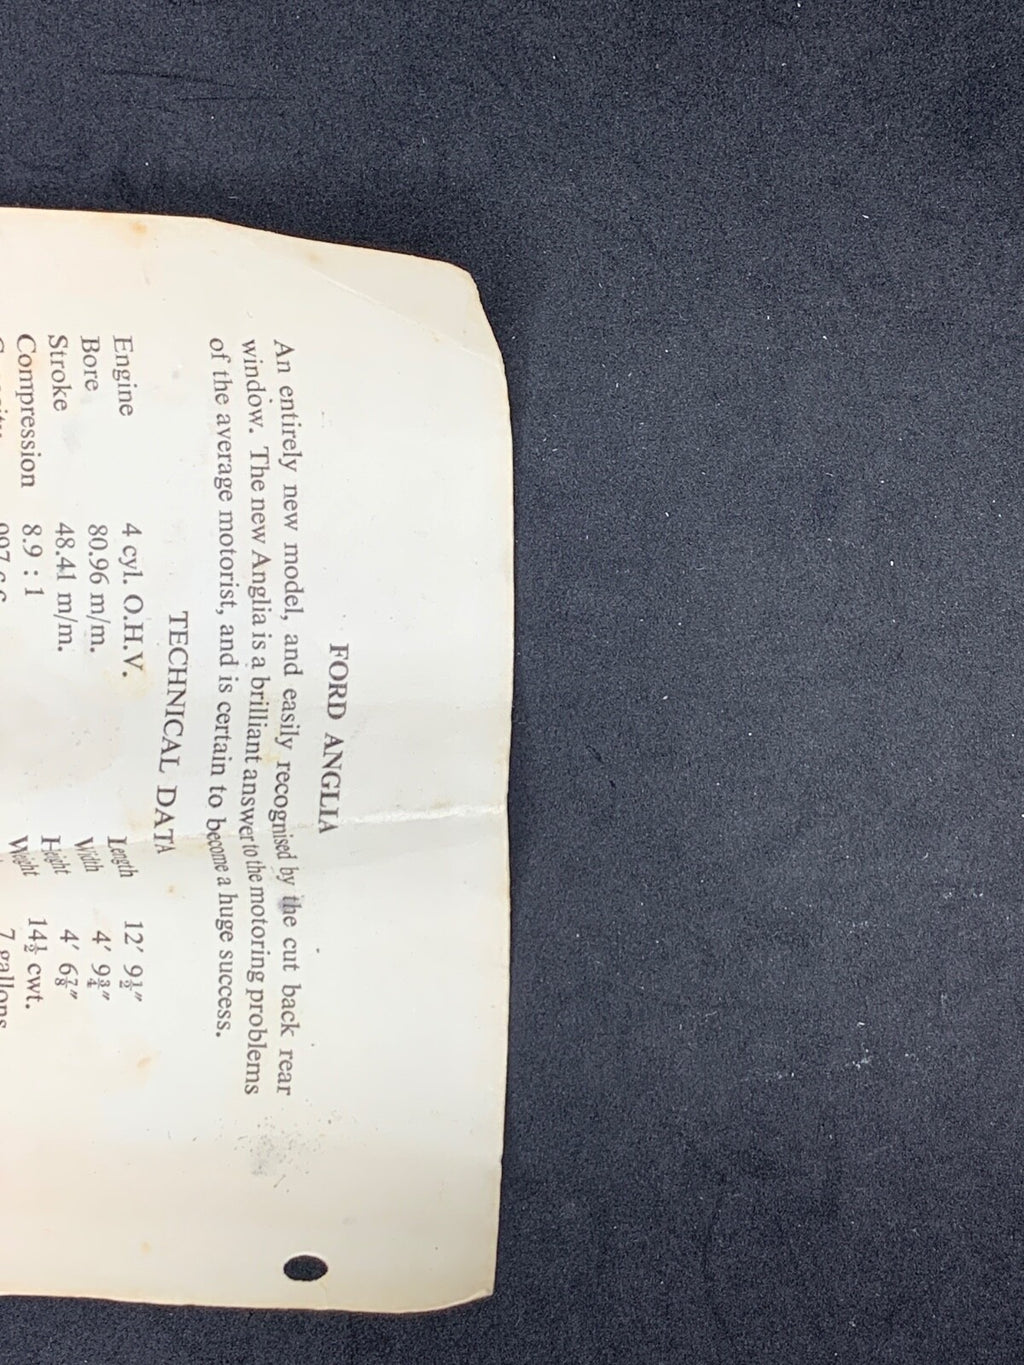 FORD ANGLIA
An entirely new model, and easily recognised by the cut back rear
window. The new Anglia is a brilliant answer to the motoring problems
of the average motorist, and is certain to become a huge success.
TECHNICAL DATA
Engine 4 cyl. O.H.V. Length 12′ 9½″
Bore 80.96 m/m. Width 4′ 9¾″
Stroke 48.41 m/m. Height 4′ 6⅞″
Compression 8.9 : 1 Weight 14½ cwt.
997 c.c. 7 gallons